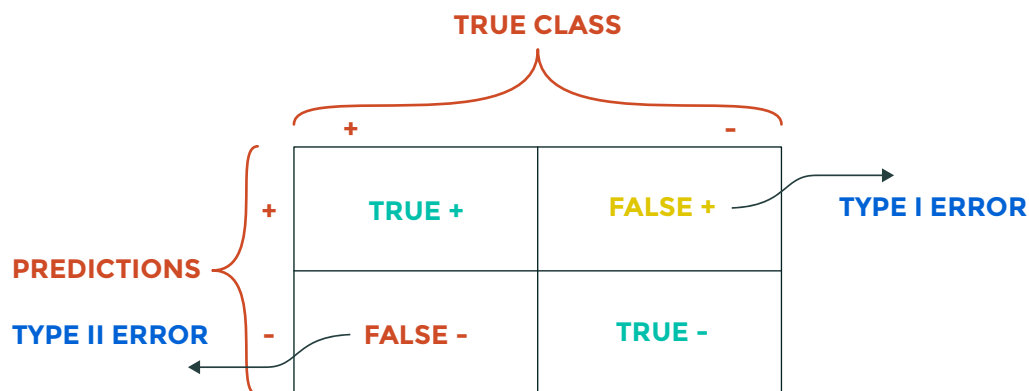 TRUE CLASS
+ -
+ TRUE + FALSE + TYPE I ERROR
PREDICTIONS
TYPE II ERROR - FALSE - TRUE -